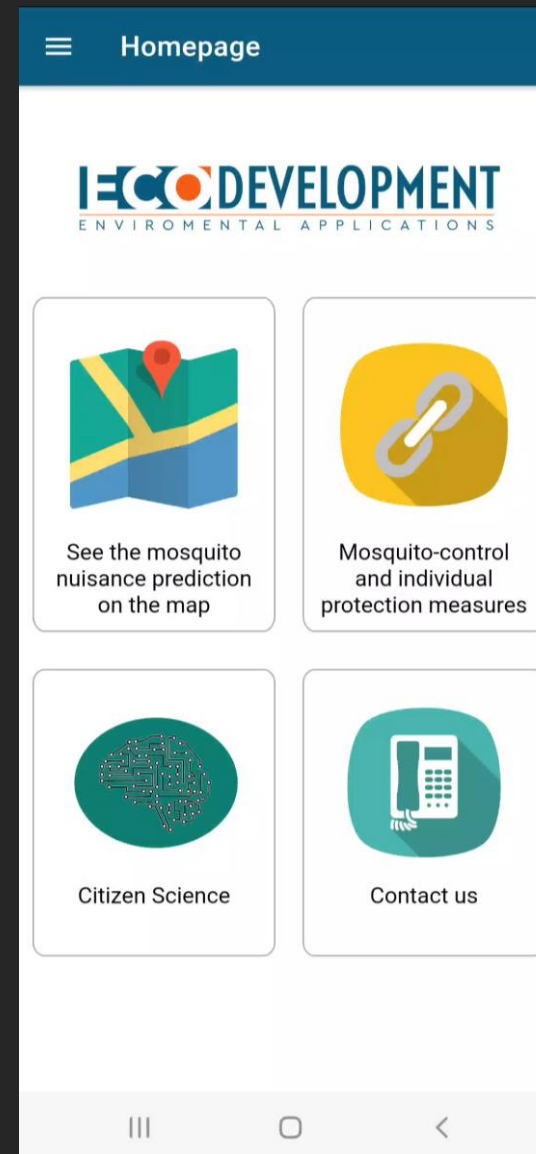 Homepage
ECODEVELOPMENT
ENVIROMENTAL APPLICATIONS
See the mosquito
nuisance prediction
on the map
Mosquito-control
and individual
protection measures
Citizen Science
Contact us